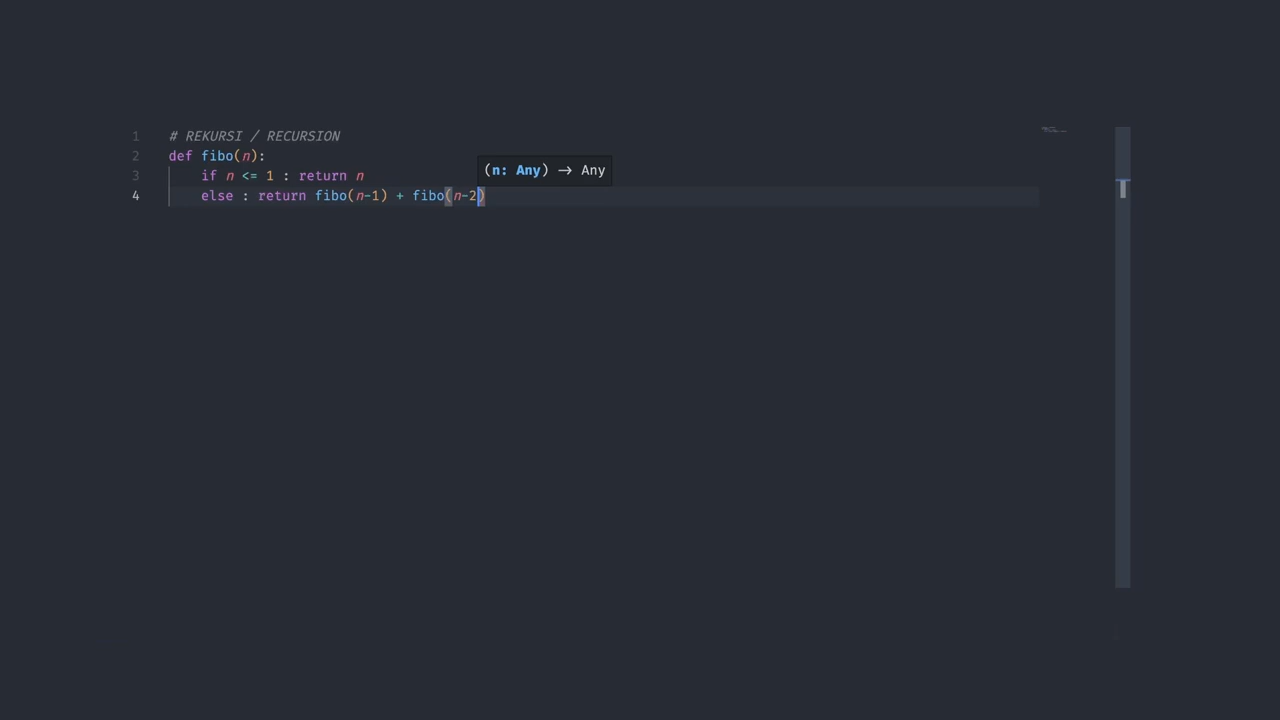 1 # REKURSI / RECURSION
2 def fibo(n):
(n: Any) → Any
3 if n <= 1 : return n
4 else : return fibo(n-1) + fibo(n-2)